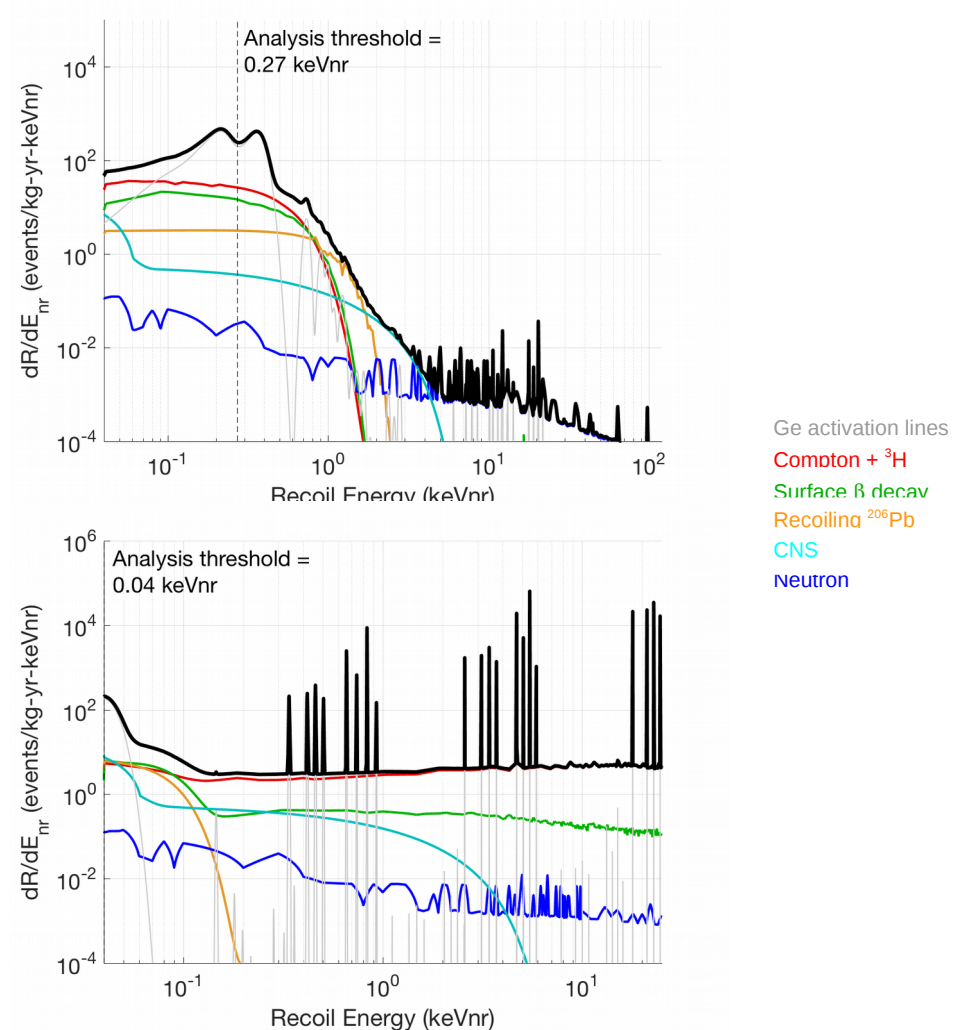 Analysis threshold =
0.27 keVnr
10^4
10^2
10^0
10^-2
10^-4
dR/dE_nr (events/kg-yr-keVnr)
10^-1
10^0
10^1
10^2
Recoil Energy (keVnr)
Ge activation lines
Compton + ^3H
Surface β decay
Recoiling ^206Pb
CNS
Neutron
Analysis threshold =
0.04 keVnr
10^6
10^4
10^2
10^0
10^-2
10^-4
dR/dE_nr (events/kg-yr-keVnr)
10^-1
10^0
10^1
Recoil Energy (keVnr)